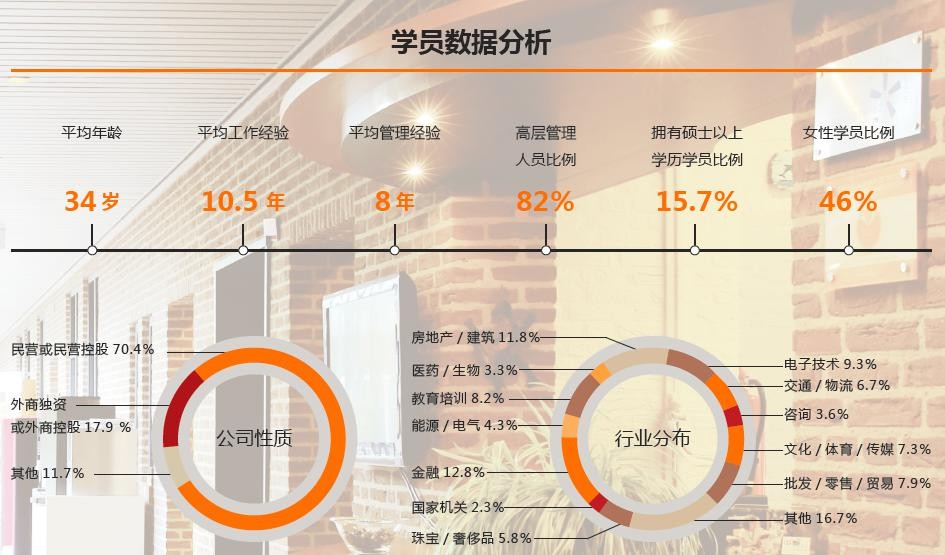 学员数据分析
平均年龄
平均工作经验
平均管理经验
高层管理
人员比例
拥有硕士以上
学历学员比例
女性学员比例
34 岁
10.5 年
8 年
82%
15.7%
46%
民营或民营控股 70.4%
外商独资
或外商控股 17.9 %
其他 11.7%
公司性质
房地产 / 建筑 11.8%
医药 / 生物 3.3%
教育培训 8.2%
能源 / 电气 4.3%
金融 12.8%
国家机关 2.3%
珠宝 / 奢侈品 5.8%
行业分布
电子技术 9.3%
交通 / 物流 6.7%
咨询 3.6%
文化 / 体育 / 传媒 7.3%
批发 / 零售 / 贸易 7.9%
其他 16.7%